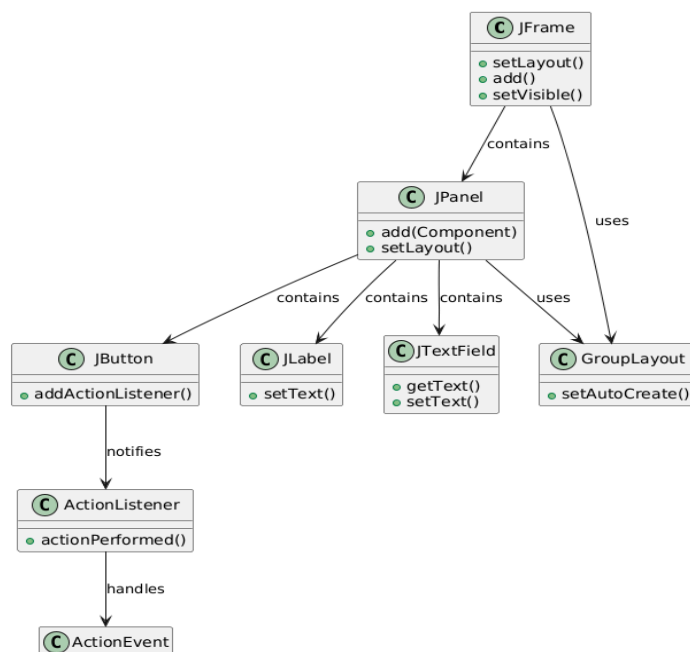 C JFrame
setLayout()
add()
setVisible()
contains
uses
C JPanel
add(Component)
setLayout()
contains
contains
contains
uses
C JButton
addActionListener()
C JLabel
setText()
C JTextField
getText()
setText()
C GroupLayout
setAutoCreate()
notifies
C ActionListener
actionPerformed()
handles
C ActionEvent